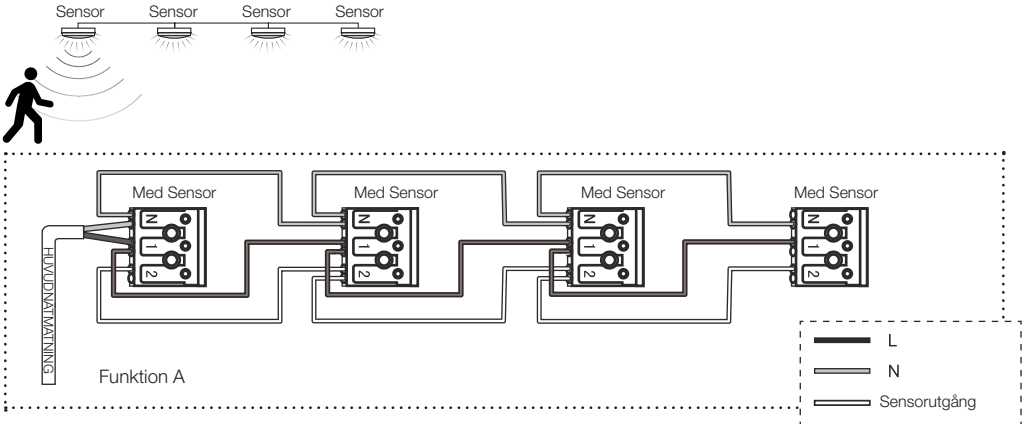 Sensor Sensor Sensor Sensor
Med Sensor Med Sensor Med Sensor Med Sensor
N N N N
1 1 1 1
2 2 2 2
HUVUDNÄTMATNING
Funktion A
L
N
Sensorutgång